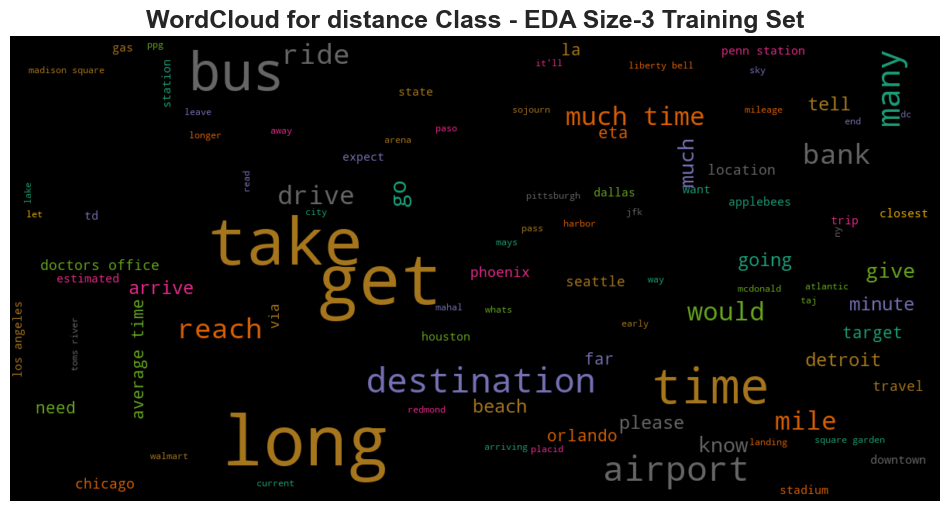 WordCloud for distance Class - EDA Size-3 Training Set
gas
ppg
madison square
station
bus
ride
la
it'll
penn station
liberty bell
sky
many
state
leave
sojourn
much time
mileage
tell
dc
end
longer
away
paso
arena
eta
expect
much
bank
location
read
lake
drive
go
pittsburgh
dallas
want
applebees
let
td
city
jfk
closest
pass
harbor
trip
ny
take
mays
doctors office
estimated
arrive
get
phoenix
seattle
way
going
give
mcdonald
atlantic
taj
minute
average time
via
mahal
whats
would
los angeles
toms river
reach
houston
early
target
far
detroit
destination
time
travel
need
redmond
beach
long
orlando
please
mile
arriving
placid
know
landing
square garden
walmart
airport
downtown
chicago
current
stadium